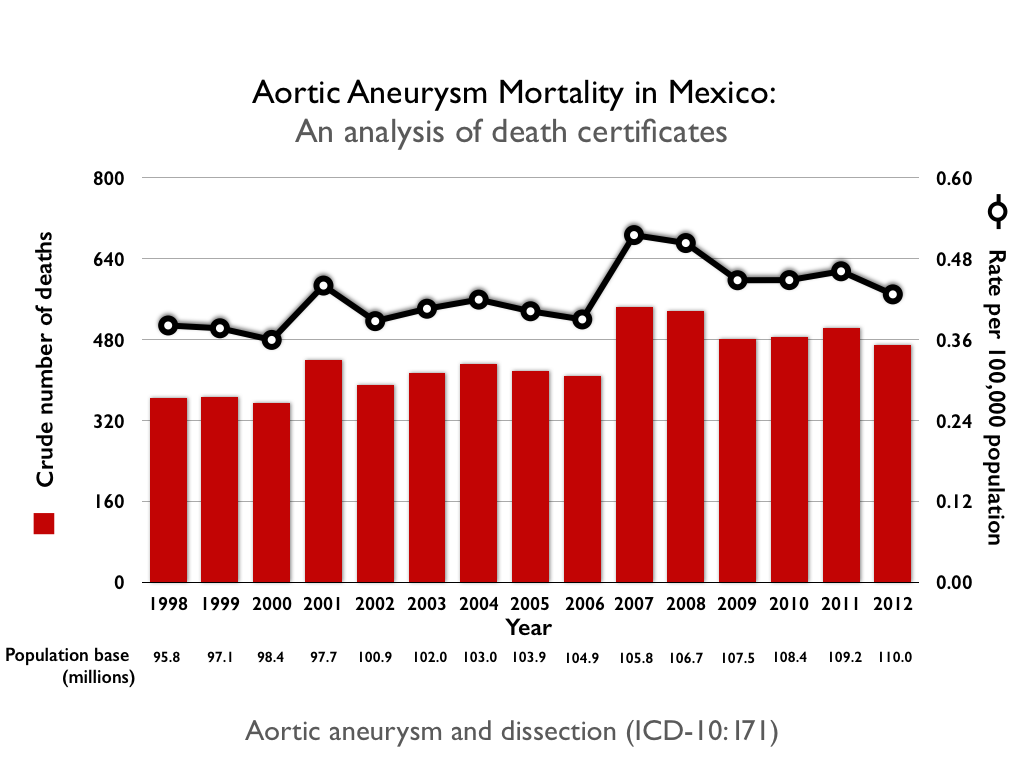 Aortic Aneurysm Mortality in Mexico:
An analysis of death certificates
Crude number of deaths
800
640
480
320
160
0
0.60
0.48
0.36
0.24
0.12
0.00
Rate per 100,000 population
1998 1999 2000 2001 2002 2003 2004 2005 2006 2007 2008 2009 2010 2011 2012
Year
Population base 95.8 97.1 98.4 97.7 100.9 102.0 103.0 103.9 104.9 105.8 106.7 107.5 108.4 109.2 110.0
(millions)
Aortic aneurysm and dissection (ICD-10: I71)